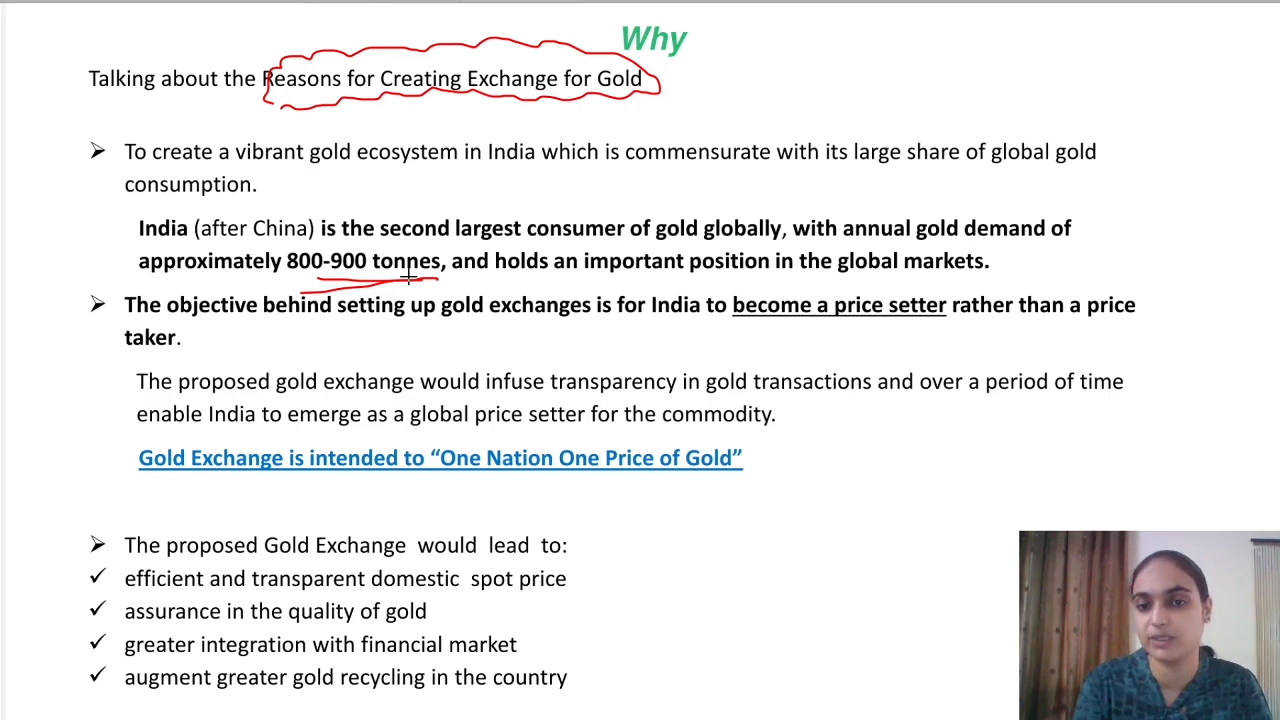 Why
Talking about the Reasons for Creating Exchange for Gold
➢ To create a vibrant gold ecosystem in India which is commensurate with its large share of global gold
consumption.
India (after China) is the second largest consumer of gold globally, with annual gold demand of
approximately 800-900 tonnes, and holds an important position in the global markets.
➢ The objective behind setting up gold exchanges is for India to become a price setter rather than a price
taker.
The proposed gold exchange would infuse transparency in gold transactions and over a period of time
enable India to emerge as a global price setter for the commodity.
Gold Exchange is intended to “One Nation One Price of Gold”
➢ The proposed Gold Exchange would lead to:
✓ efficient and transparent domestic spot price
✓ assurance in the quality of gold
✓ greater integration with financial market
✓ augment greater gold recycling in the country